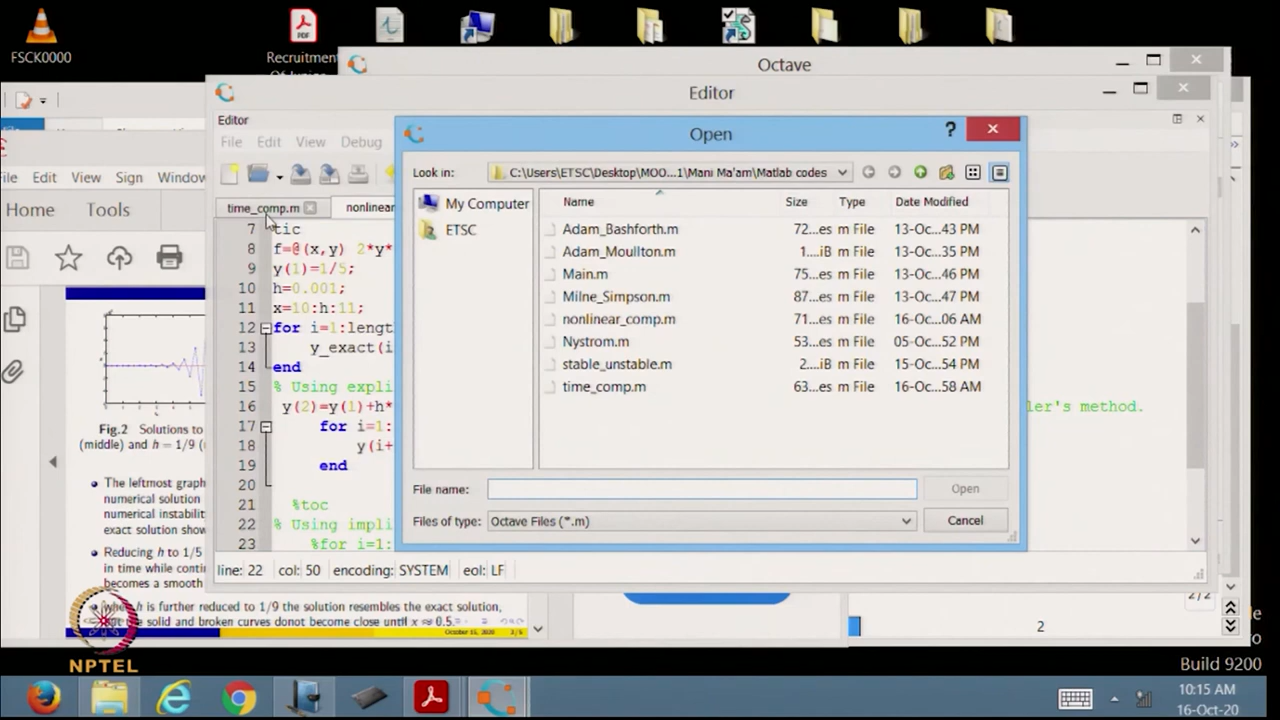 FSCK0000
Recruitment
Octave
Editor
Editor
File Edit View Debug
Open
Look in: C:\Users\ETSC\Desktop\MOO...1\Mani Ma'am\Matlab codes
My Computer
ETSC
Name Size Type Date Modified
Adam_Bashforth.m 72...es m File 13-Oc...43 PM
Adam_Moullton.m 1....iB m File 13-Oc...35 PM
Main.m 75...es m File 13-Oc...46 PM
Milne_Simpson.m 87...es m File 13-Oc...47 PM
nonlinear_comp.m 71...es m File 16-Oc...06 AM
Nystrom.m 53...es m File 05-Oc...52 PM
stable_unstable.m 2....iB m File 15-Oc...54 PM
time_comp.m 63...es m File 16-Oc...58 AM
File name: Open
Files of type: Octave Files (*.m) Cancel
time_comp.m nonlinear
7 tic
8 f=@(x,y) 2*y*
9 y(1)=1/5;
10 h=0.001;
11 x=10:h:11;
12 for i=1:lengt
13 y_exact(i
14 end
15 % Using expli
16 y(2)=y(1)+h* ler's method.
17 for i=1:
18 y(i+
19 end
20
21 %toc
22 % Using impli
23 %for i=1:
line: 22 col: 50 encoding: SYSTEM eol: LF
ile Edit View Sign Window
Home Tools
Fig.2 Solutions to
(middle) and h = 1/9 (
The leftmost graph
numerical solution
numerical instabilit
exact solution show
Reducing h to 1/5
in time while contin
becomes a smooth
when h is further reduced to 1/9 the solution resembles the exact solution,
but the solid and broken curves donot become close until x ≈ 0.5.
October 15, 2020 3/5
2/2
2
NPTEL
Build 9200
10:15 AM
16-Oct-20